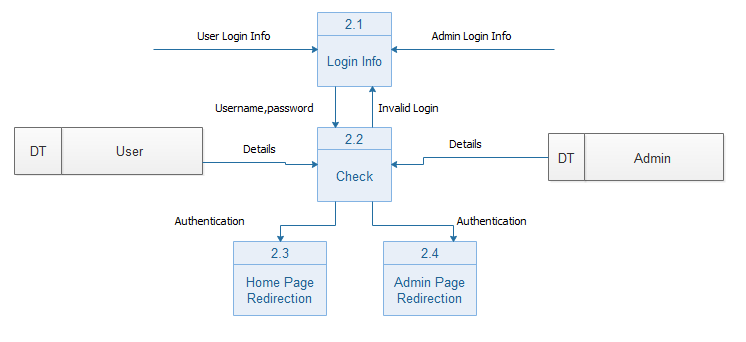 2.1
User Login Info
Admin Login Info
Login Info
Username,password
Invalid Login
2.2
DT
User
Details
Check
Details
DT
Admin
Authentication
Authentication
2.3
Home Page
Redirection
2.4
Admin Page
Redirection